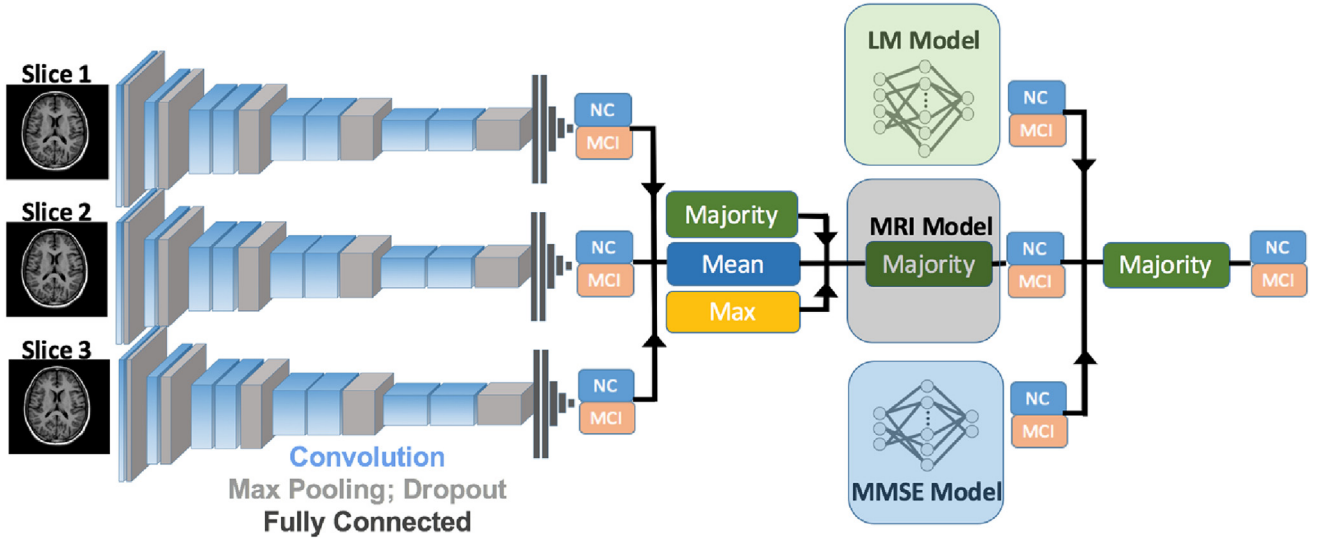 Slice 1
NC
MCI
Slice 2
NC
MCI
Slice 3
NC
MCI
Convolution
Max Pooling; Dropout
Fully Connected
Majority
Mean
Max
LM Model
NC
MCI
MRI Model
Majority
NC
MCI
MMSE Model
NC
MCI
Majority
NC
MCI